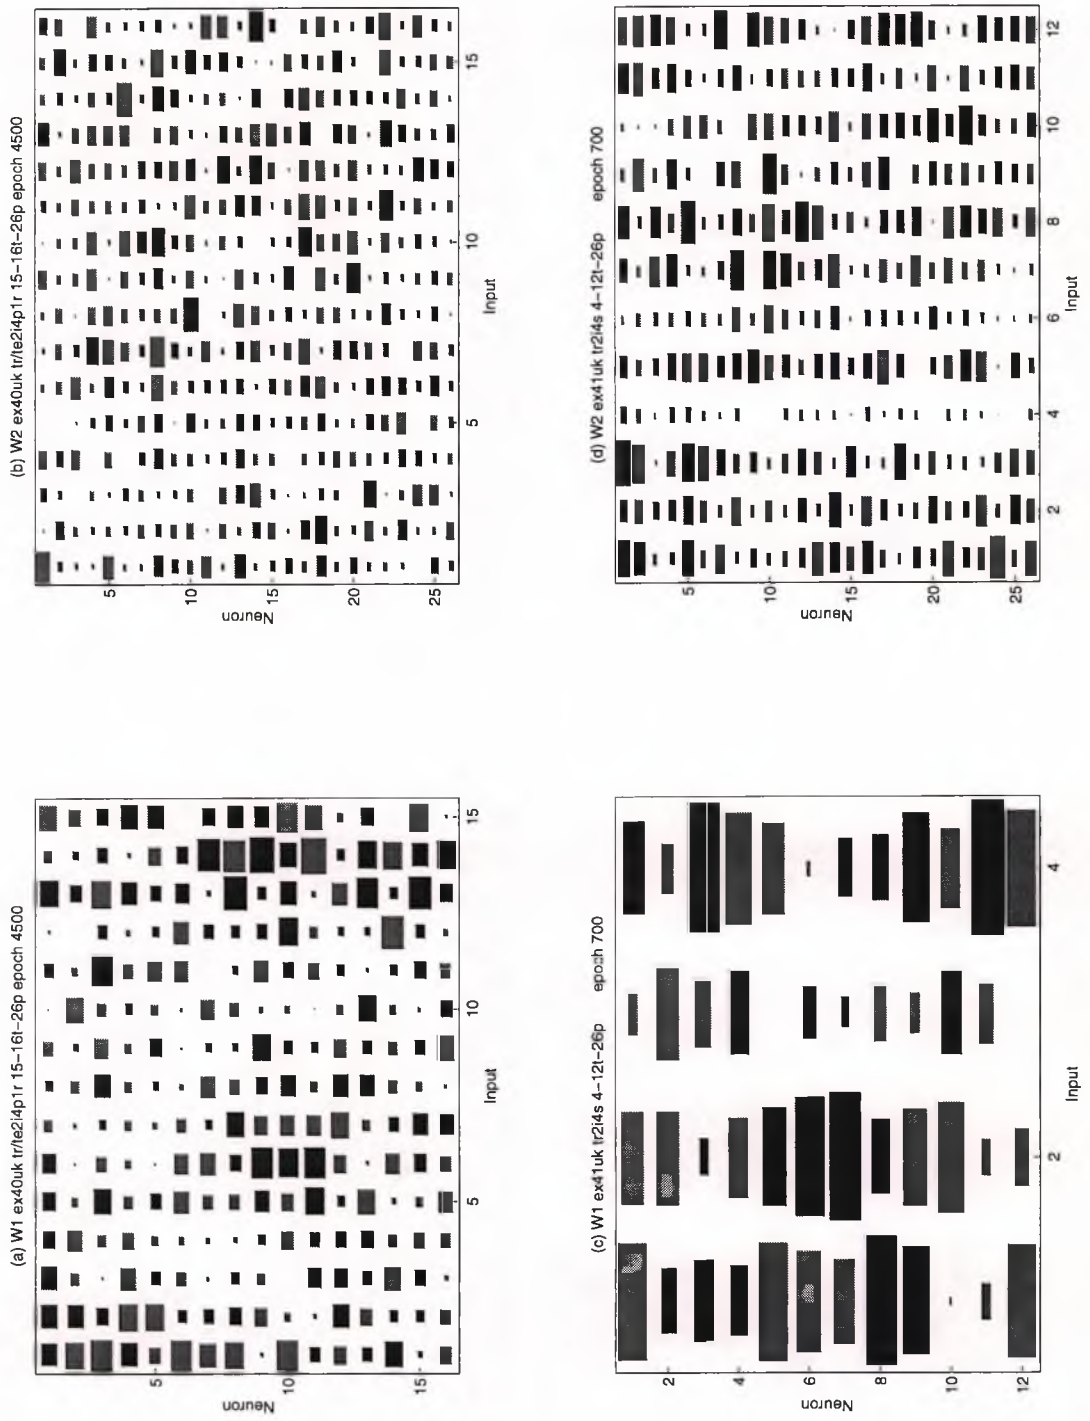 (a) W1 ex40uk tr/te2i4p1r 15-16t-26p epoch 4500
5
10
15
Neuron
5
10
15
Input
(b) W2 ex40uk tr/te2i4p1r 15-16t-26p epoch 4500
5
10
15
20
25
Neuron
5
10
15
Input
(c) W1 ex41uk tr2i4s 4-12t-26p epoch 700
2
4
6
8
10
12
Neuron
2
4
Input
(d) W2 ex41uk tr2i4s 4-12t-26p epoch 700
5
10
15
20
25
Neuron
2
4
6
8
10
12
Input